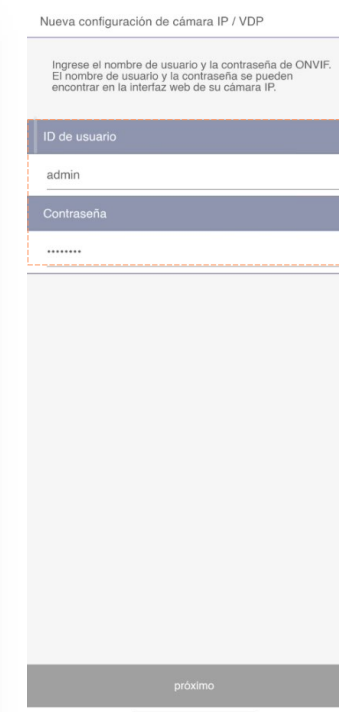 Nueva configuración de cámara IP / VDP
Ingrese el nombre de usuario y la contraseña de ONVIF.
El nombre de usuario y la contraseña se pueden
encontrar en la interfaz web de su cámara IP.
ID de usuario
admin
Contraseña
••••••••
próximo